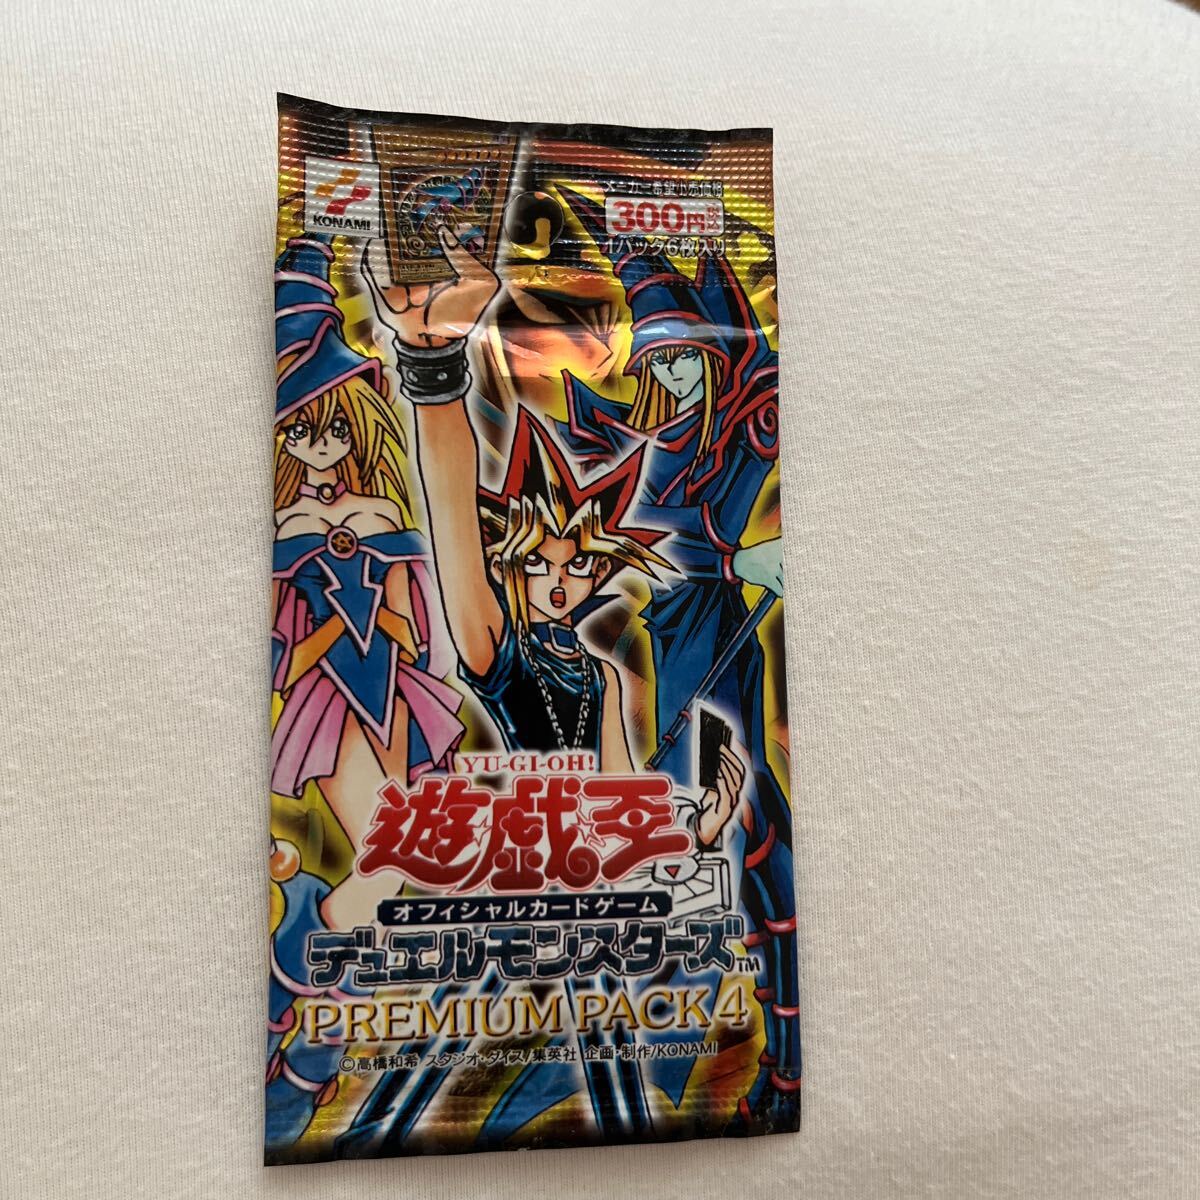 KONAMI
メーカー希望小売価格
300円税込
1パック6枚入り
YU-GI-OH!
遊戯王
オフィシャルカードゲーム
デュエルモンスターズ™
PREMIUM PACK 4
©高橋和希 スタジオ・ダイス/集英社 企画・制作/KONAMI